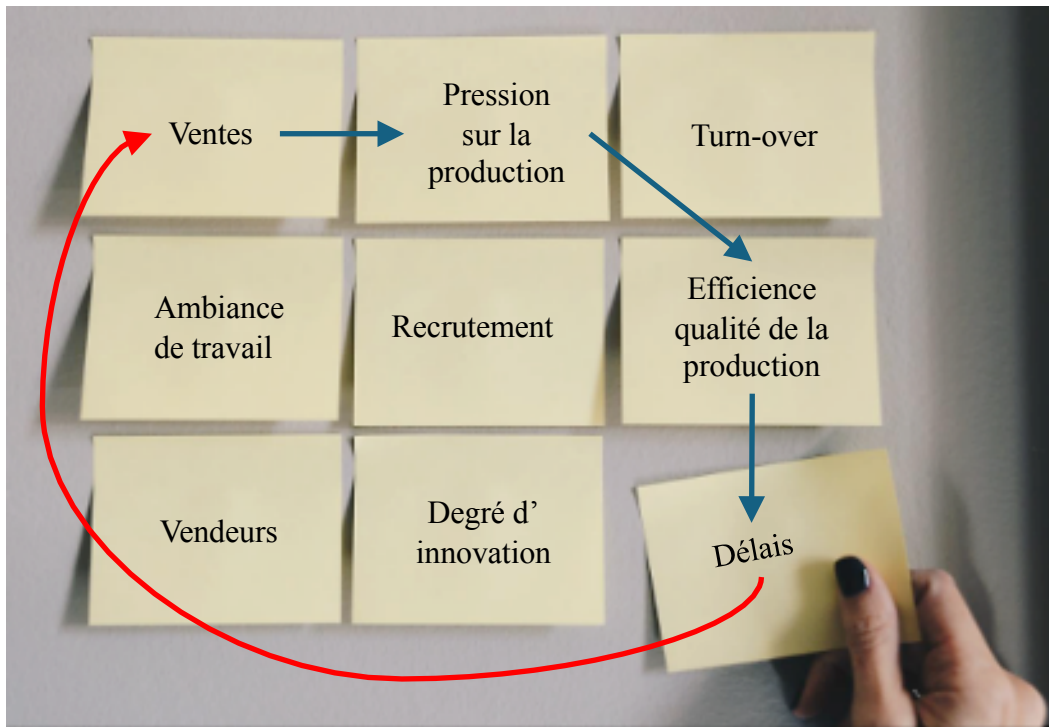 Ventes
Pression
sur la
production
Turn-over
Ambiance
de travail
Recrutement
Efficience
qualité de la
production
Vendeurs
Degré d’
innovation
Délais